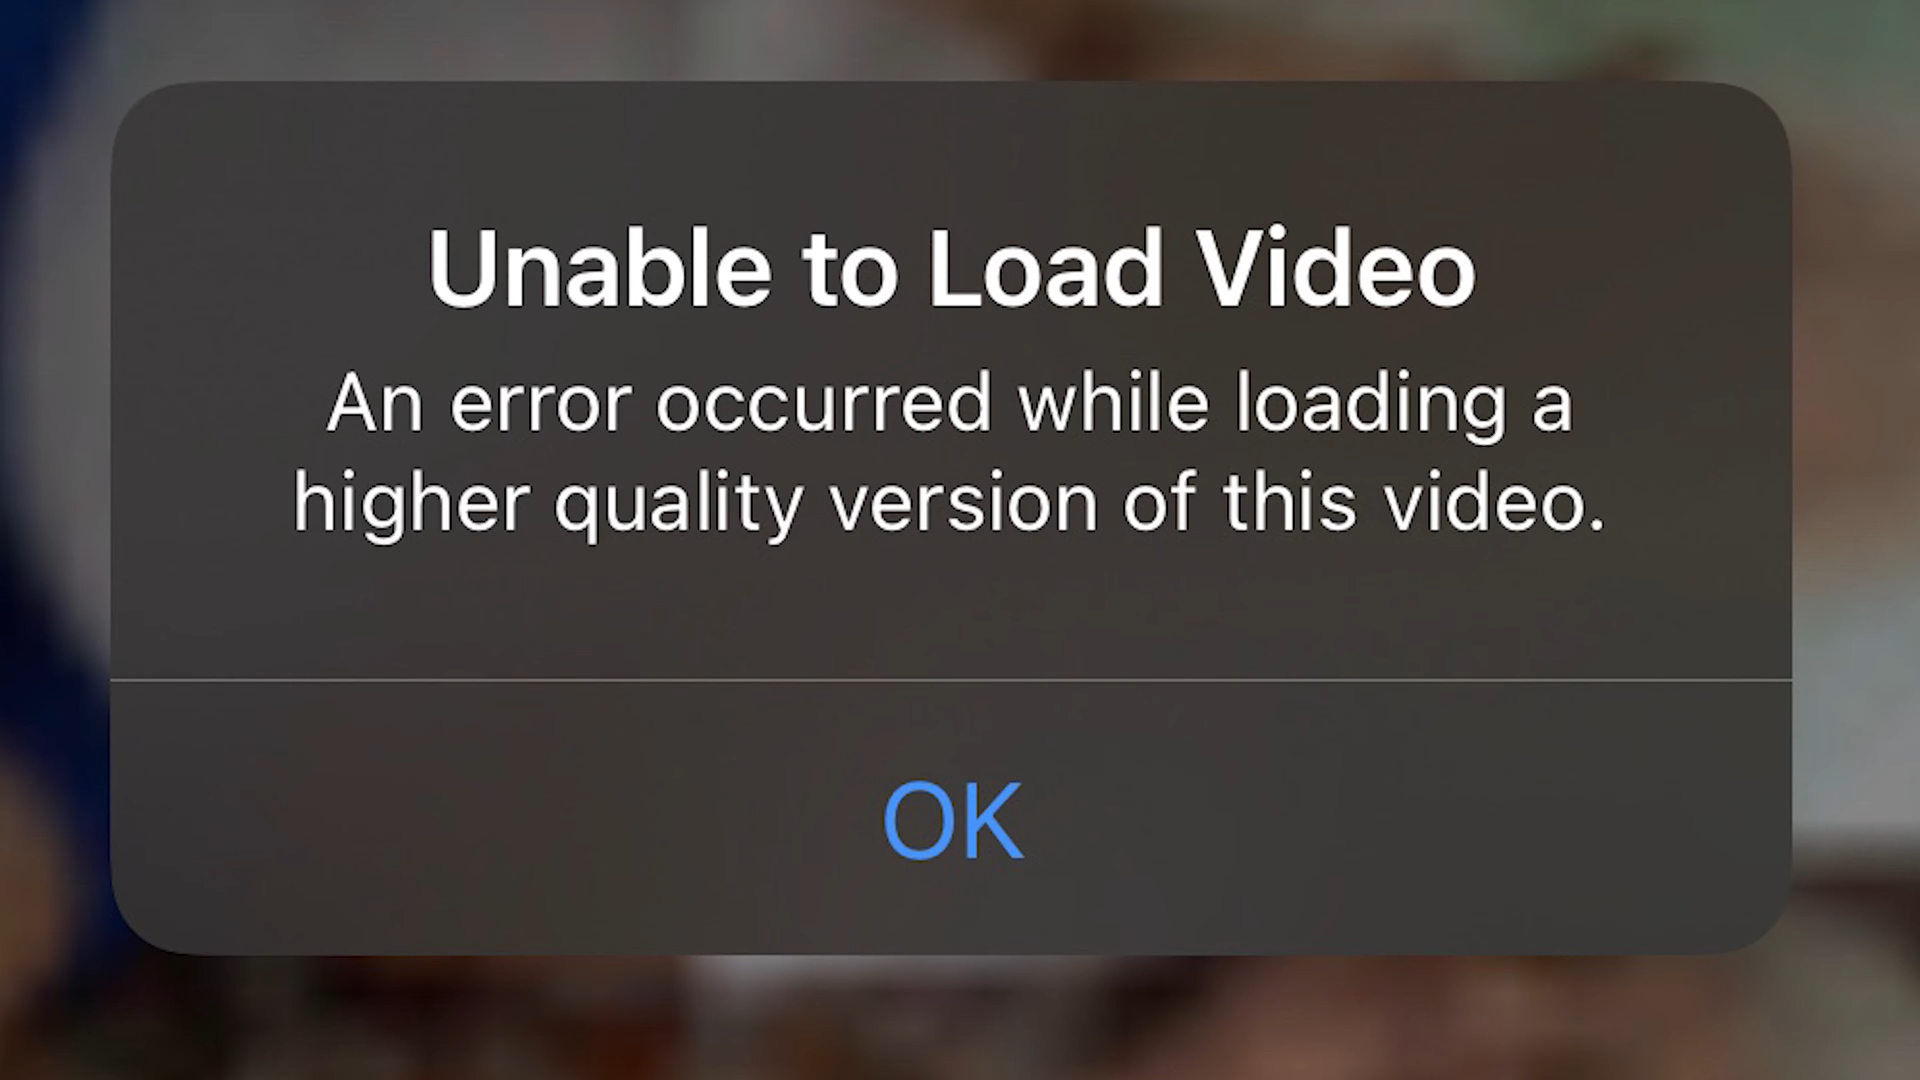 Unable to Load Video
An error occurred while loading a
higher quality version of this video.
OK